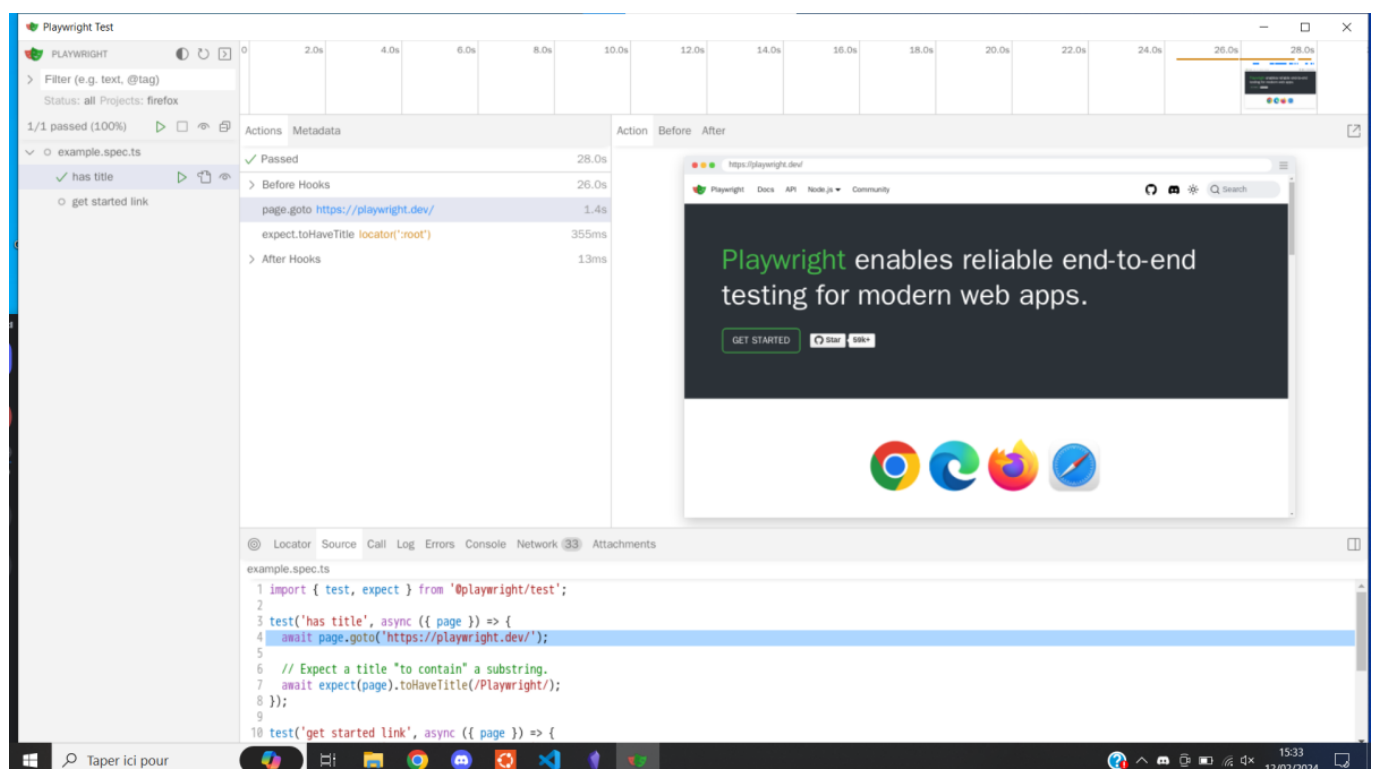 Playwright Test
PLAYWRIGHT
Filter (e.g. text, @tag)
Status: all Projects: firefox
1/1 passed (100%)
example.spec.ts
has title
get started link
0 2.0s 4.0s 6.0s 8.0s 10.0s 12.0s 14.0s 16.0s 18.0s 20.0s 22.0s 24.0s 26.0s 28.0s
Actions Metadata
Passed 28.0s
Before Hooks 26.0s
page.goto https://playwright.dev/ 1.4s
expect.toHaveTitle locator(':root') 355ms
After Hooks 13ms
Action Before After
https://playwright.dev/
Playwright Docs API Node.js Community Search
Playwright enables reliable end-to-end
testing for modern web apps.
GET STARTED Star 59k+
Locator Source Call Log Errors Console Network 33 Attachments
example.spec.ts
1 import { test, expect } from '@playwright/test';
2
3 test('has title', async ({ page }) => {
4 await page.goto('https://playwright.dev/');
5
6 // Expect a title "to contain" a substring.
7 await expect(page).toHaveTitle(/Playwright/);
8 });
9
10 test('get started link', async ({ page }) => {
Taper ici pour
15:33
12/02/2024